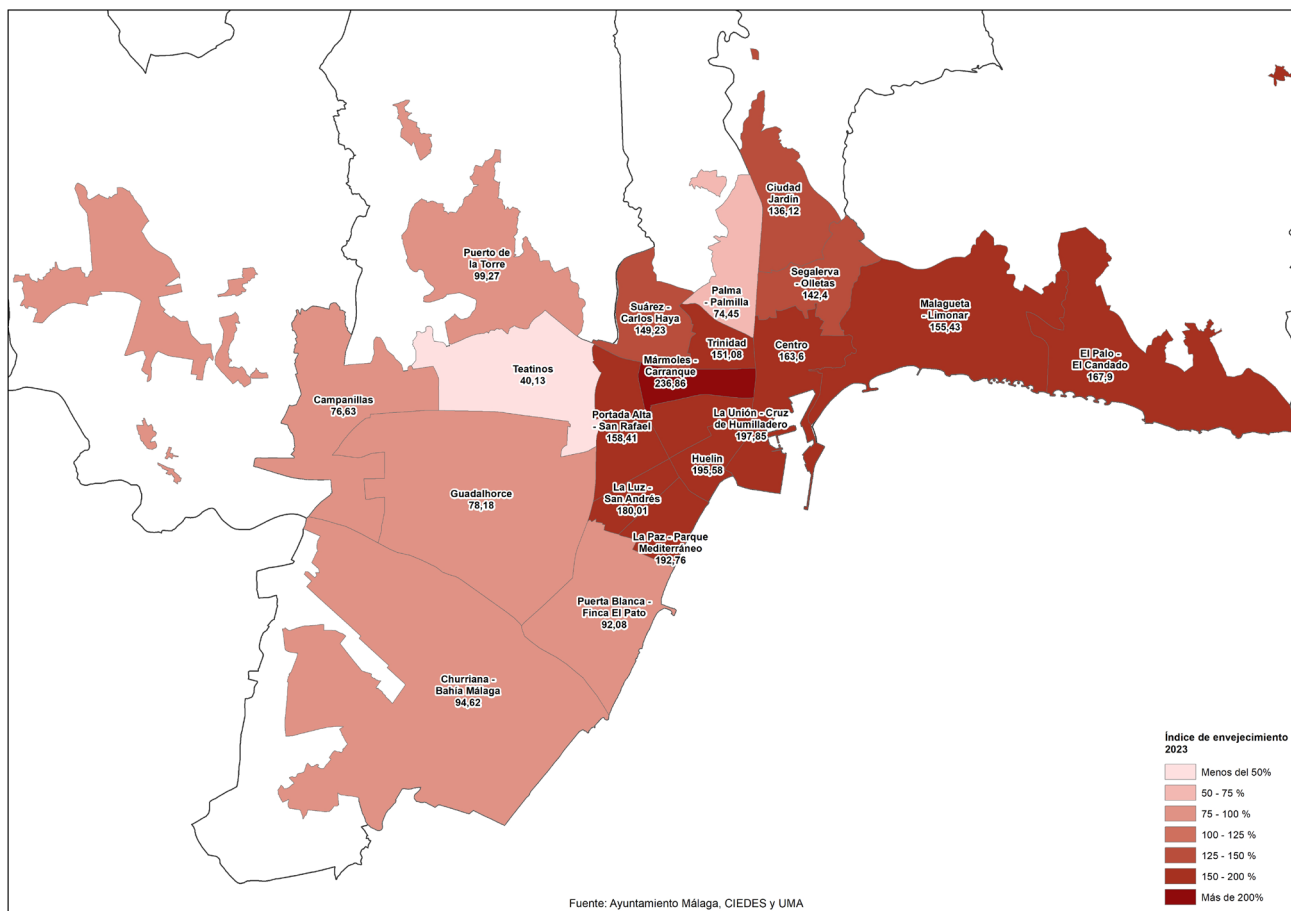 Ciudad
Jardín
136,12
Puerto de
la Torre
99,27
Segalerva
- Olletas
142,4
Palma
- Palmilla
74,45
Suárez -
Carlos Haya
149,23
Malagueta
- Limonar
155,43
Trinidad
151,08
Centro
163,6
El Palo -
El Candado
167,9
Mármoles -
Carranque
236,86
Teatinos
40,13
Campanillas
76,63
Portada Alta
- San Rafael
158,41
La Unión - Cruz
de Humilladero
197,85
Huelin
195,58
Guadalhorce
78,18
La Luz -
San Andrés
180,01
La Paz - Parque
Mediterráneo
192,76
Puerta Blanca -
Finca El Pato
92,08
Churriana -
Bahía Málaga
94,62
Índice de envejecimiento
2023
Menos del 50%
50 - 75 %
75 - 100 %
100 - 125 %
125 - 150 %
150 - 200 %
Más de 200%
Fuente: Ayuntamiento Málaga, CIEDES y UMA